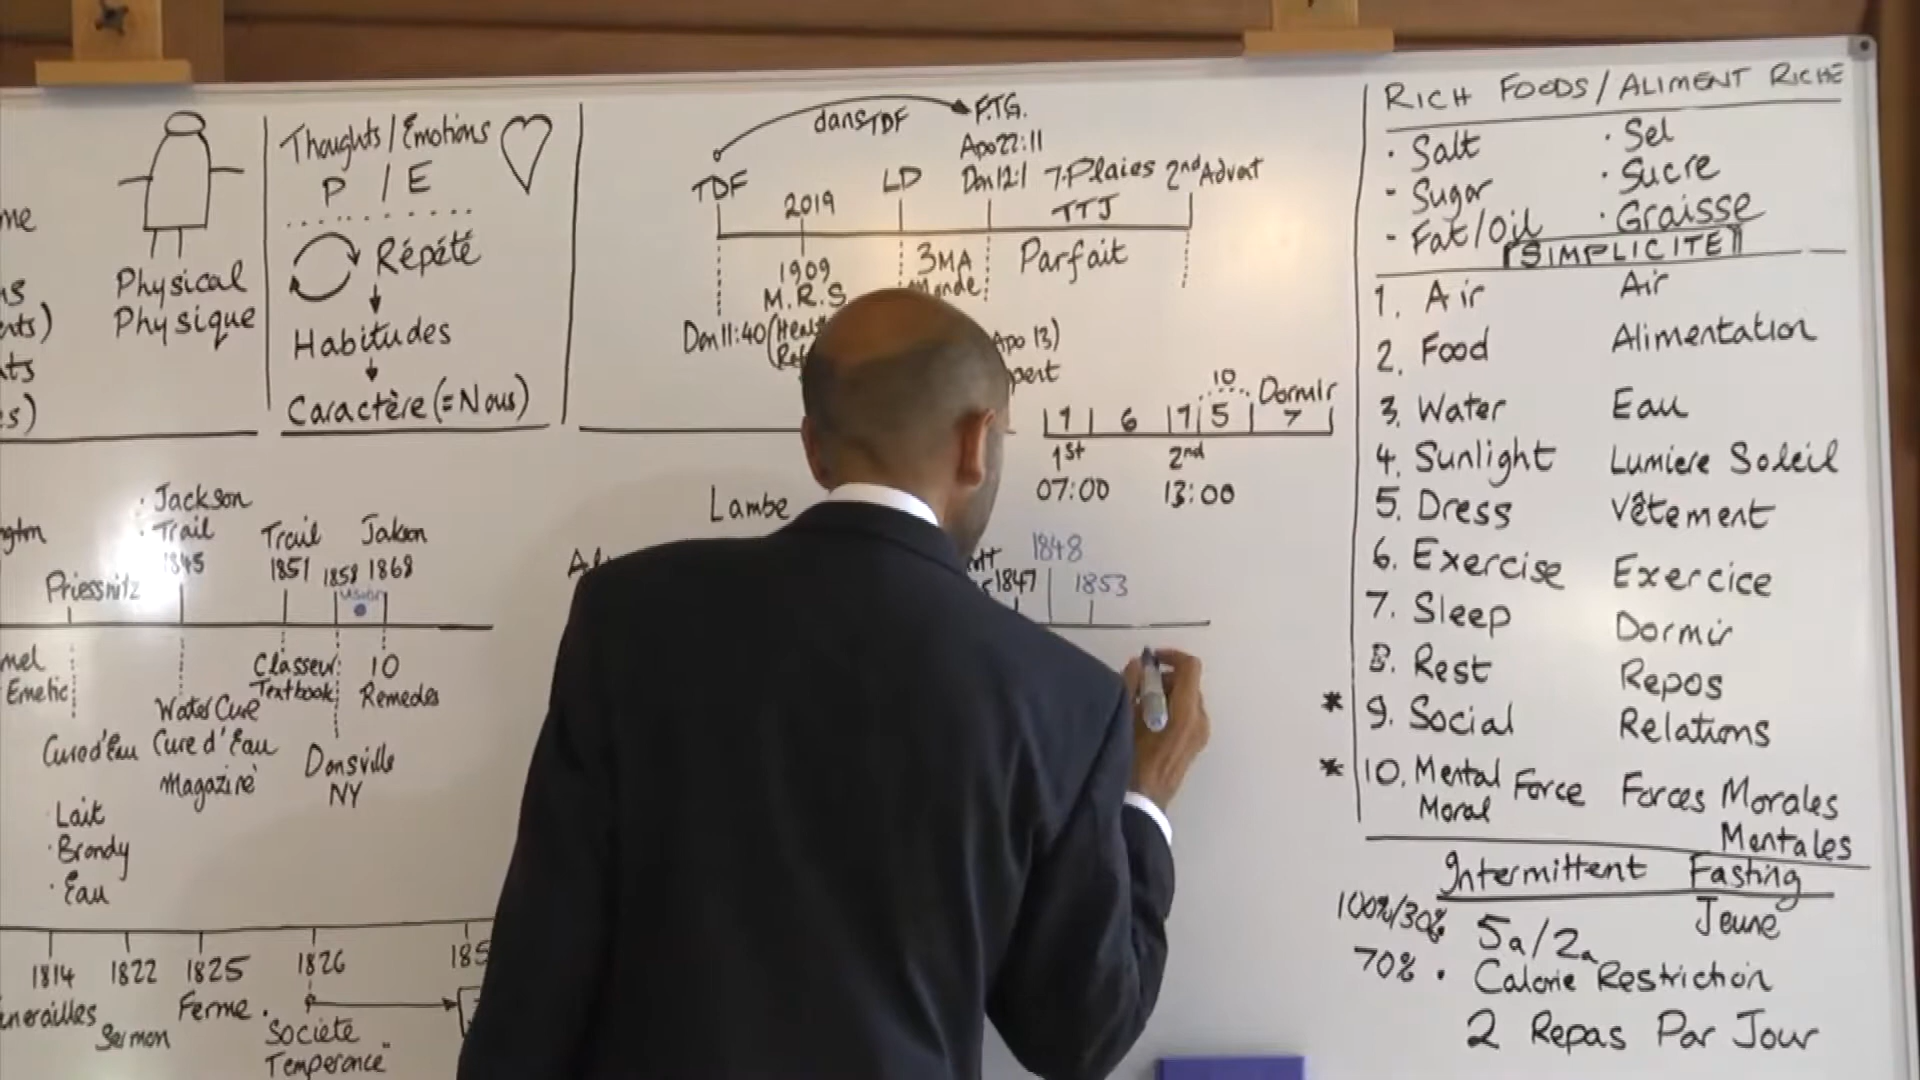 Physical
Physique
Thoughts/Emotions
P / E
Répété
Habitudes
Caractère (=Nous)
dans TDF
F.T.G.
Apo 22:11
TDF
2019
LD
Dan 12:1
7 Plaies
2nd Advent
TTJ
1909
M.R.S
3MA
Monde
Parfait
Dan 11:40
Apo 13)
10
Dormir
1 6 1 5 7
1st
2nd
07:00
13:00
Lambe
1847
1848
1853
Jackson
Trail
1845
Priessnitz
Trail
1851
1858
Jakson
1868
Classeur
Textbook
10
Remedes
Emetic
Cure d'Eau
Water Cure
Cure d'Eau
Magazine
Dansville
NY
Lait
Brandy
Eau
1814
1822
1825
1826
Sermon
Ferme
Société
Temperance
RICH FOODS/ALIMENT RICHE
· Salt · Sel
- Sugar · Sucre
- Fat/Oil · Graisse
SIMPLICITE
1. Air Air
2. Food Alimentation
3. Water Eau
4. Sunlight Lumiere Soleil
5. Dress Vêtement
6. Exercise Exercice
7. Sleep Dormir
8. Rest Repos
* 9. Social Relations
* 10. Mental Force Forces Morales
Moral Mentales
Intermittent Fasting
Jeune
100%/30% 5a/2a
70% · Calorie Restriction
2 Repas Par Jour